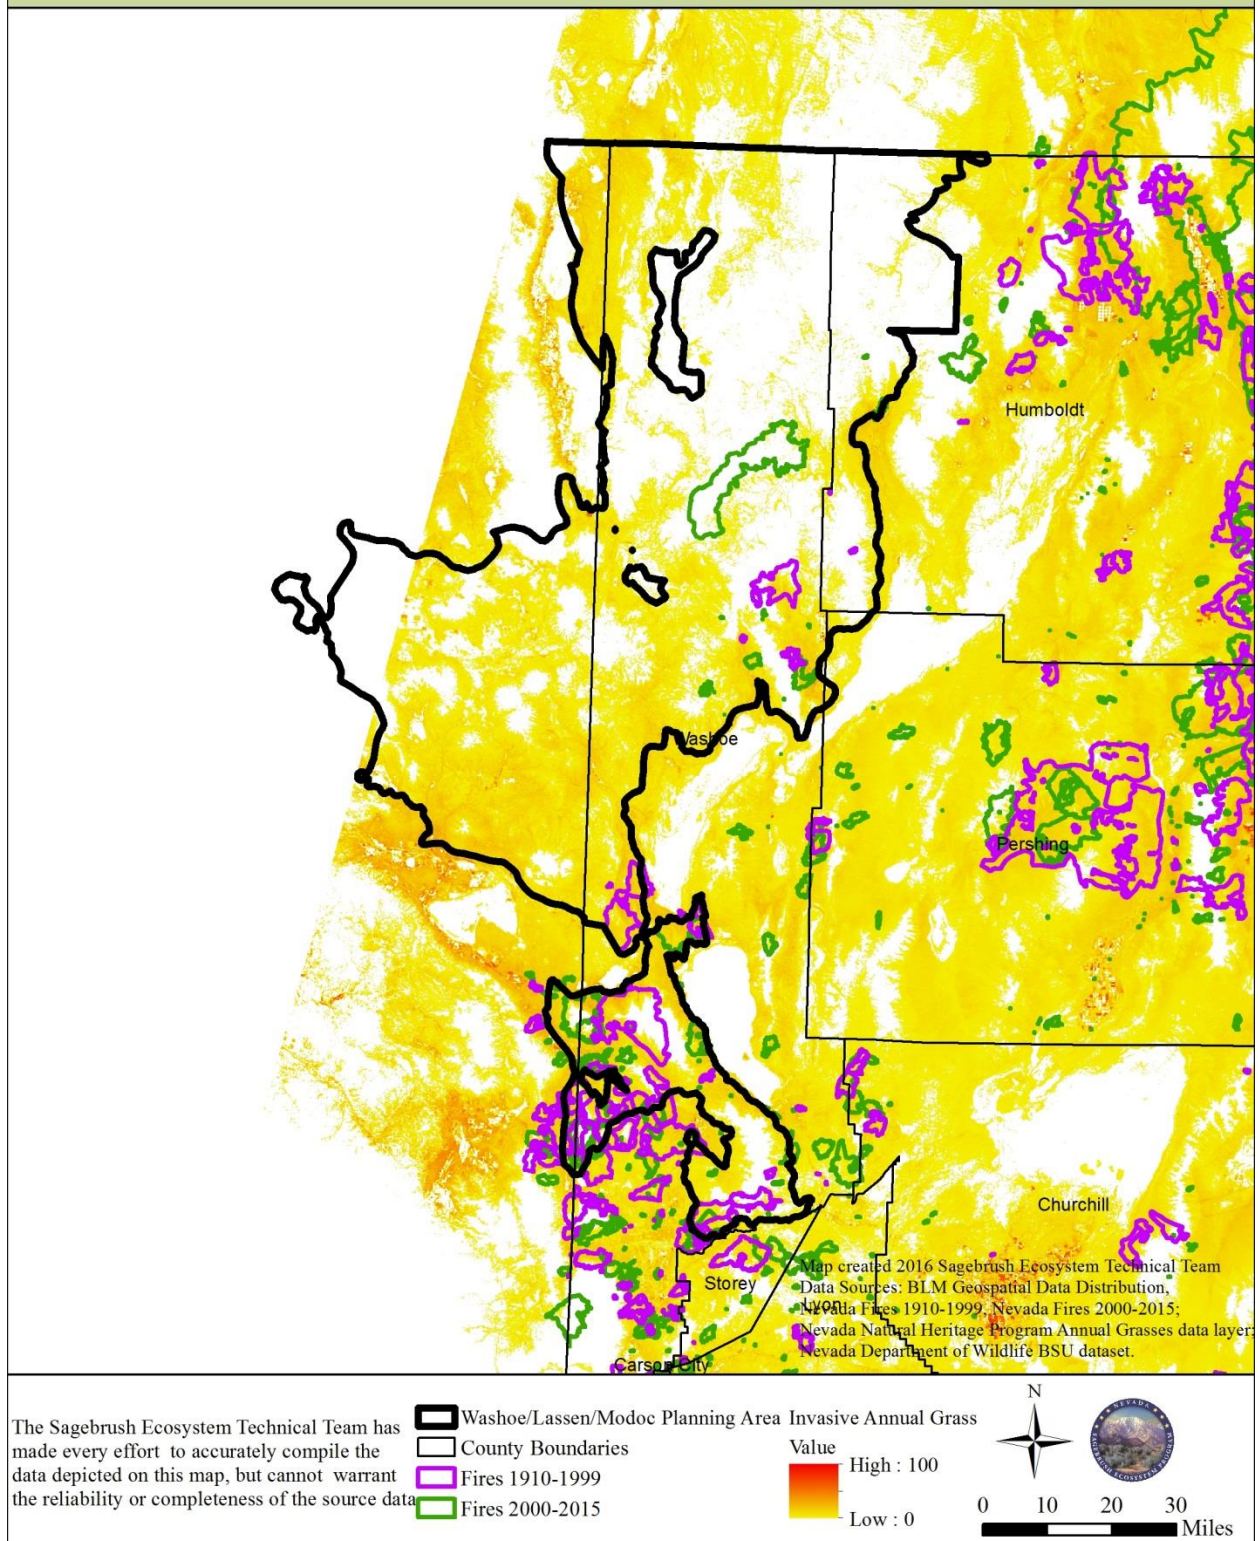 Humboldt
Washoe
Pershing
Churchill
Storey
Lyon
Carson City
Map created 2016 Sagebrush Ecosystem Technical Team
Data Sources: BLM Geospatial Data Distribution,
Nevada Fires 1910-1999, Nevada Fires 2000-2015;
Nevada Natural Heritage Program Annual Grasses data layer;
Nevada Department of Wildlife BSU dataset.
The Sagebrush Ecosystem Technical Team has
made every effort to accurately compile the
data depicted on this map, but cannot warrant
the reliability or completeness of the source data
Washoe/Lassen/Modoc Planning Area
County Boundaries
Fires 1910-1999
Fires 2000-2015
Invasive Annual Grass
Value
High : 100
Low : 0
N
NEVADA
SAGEBRUSH ECOSYSTEM PROGRAM
0 10 20 30
Miles